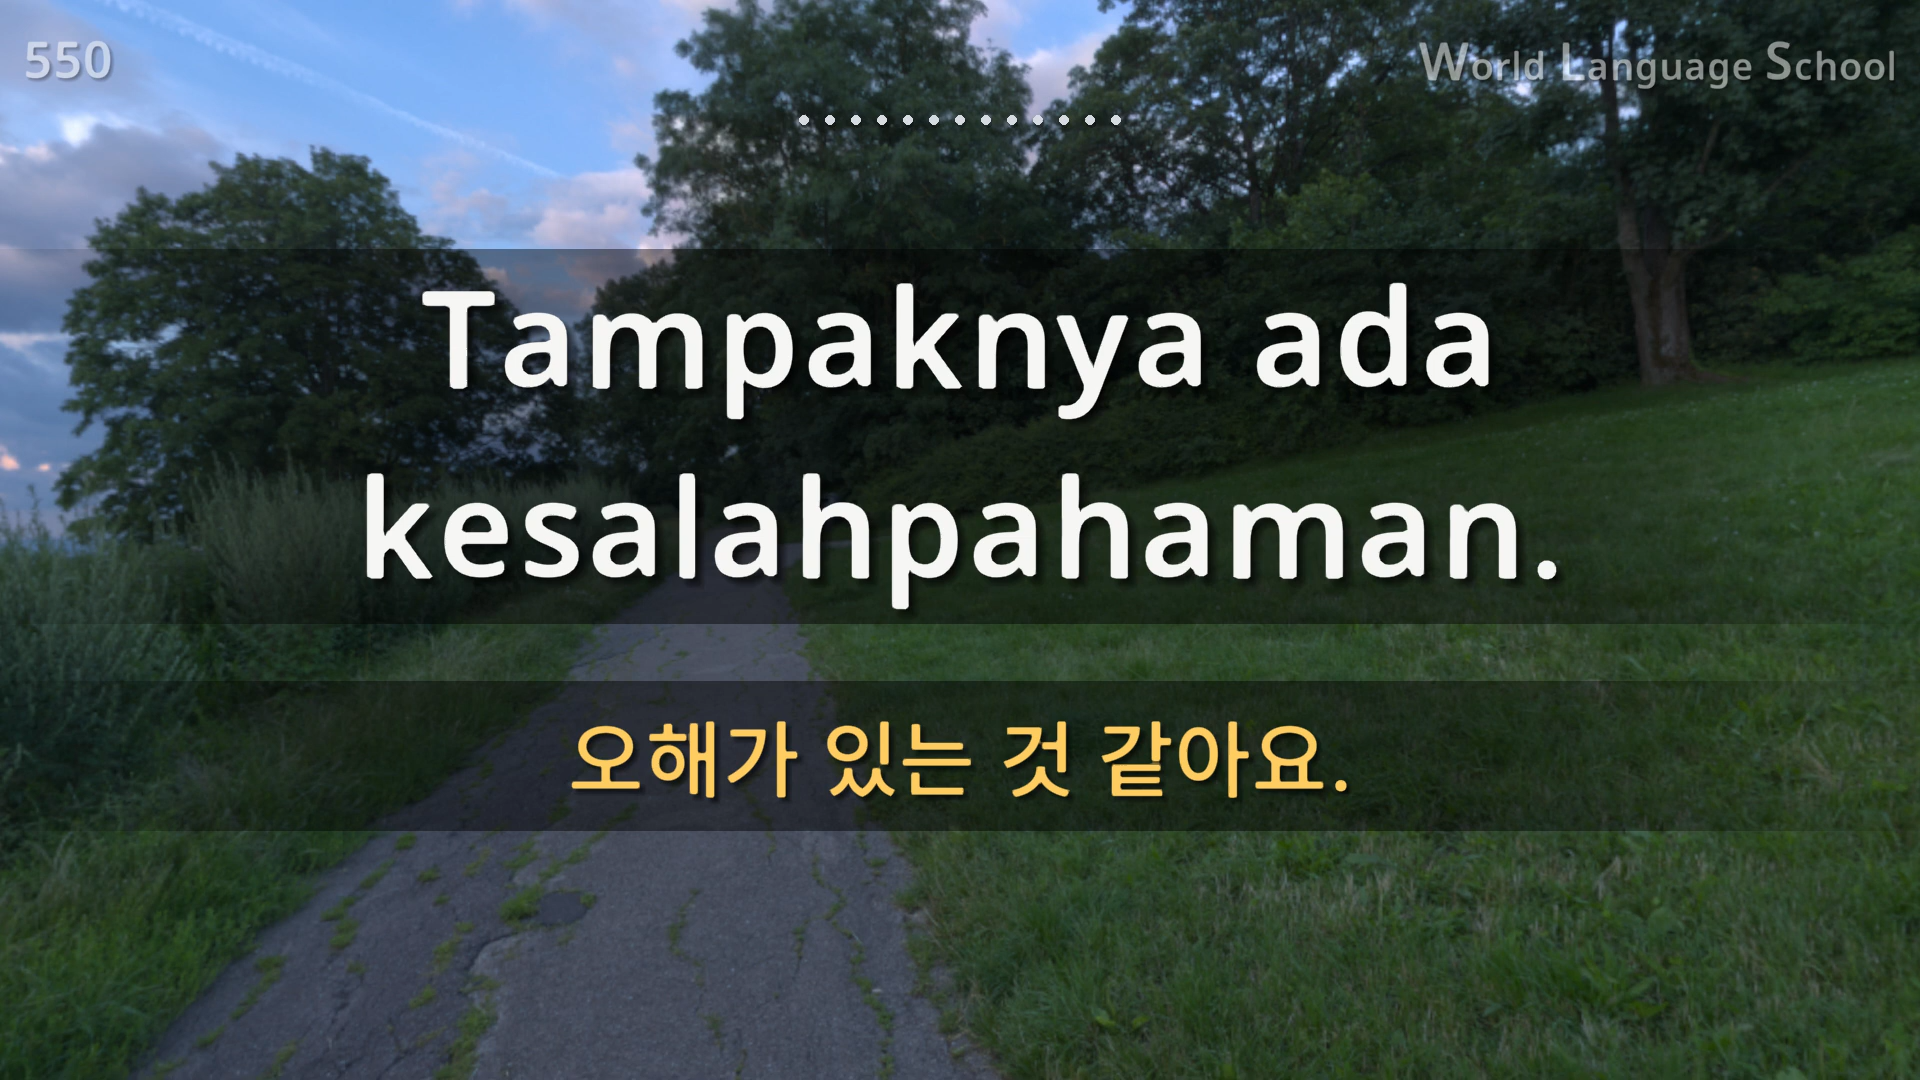 550
World Language School
Tampaknya ada
kesalahpahaman.
오해가 있는 것 같아요.